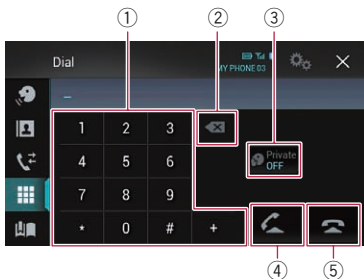 ① ② ③
Dial
MY PHONE 03
1 2 3
4 5 6
7 8 9
* 0 # +
Private
OFF
④ ⑤